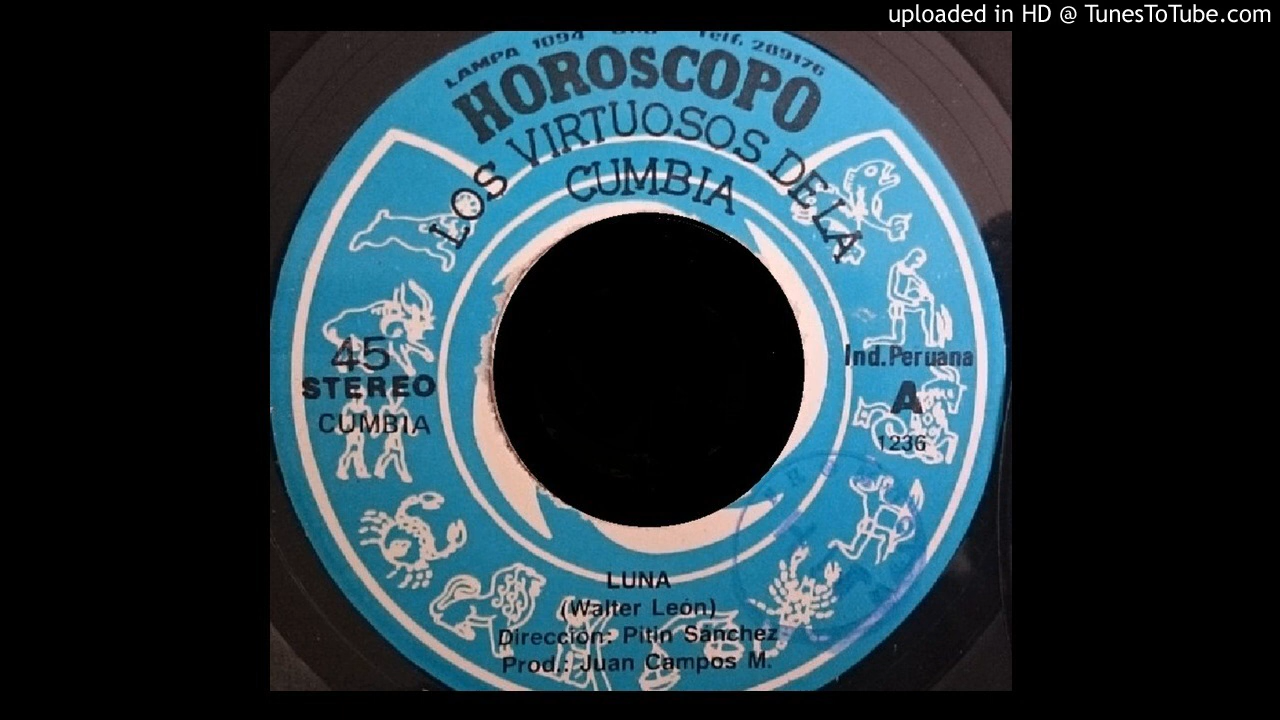 uploaded in HD @ TunesToTube.com
LAMPA 1094 Telf. 289176
HOROSCOPO
LOS VIRTUOSOS DE LA
CUMBIA
45
STEREO
CUMBIA
Ind. Peruana
A
1236
LUNA
(Walter León)
Dirección: Pitin Sánchez
Prod.: Juan Campos M.